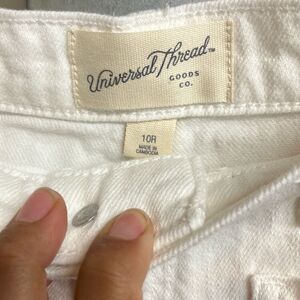 Universal Thread™
GOODS
CO.
10R
MADE IN
CAMBODIA